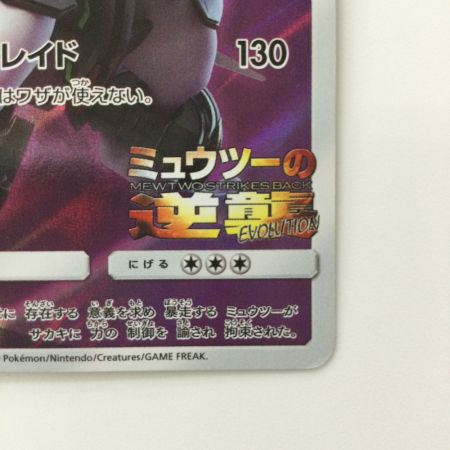 レイド 130
はワザが使えない。
ミュウツーの
MEWTWO STRIKES BACK
逆襲
EVOLUTION
にげる
に 存在する 意義を求め 暴走する ミュウツーが
サカキに 力の 制御を 諭され 拘束された。
Pokémon/Nintendo/Creatures/GAME FREAK.